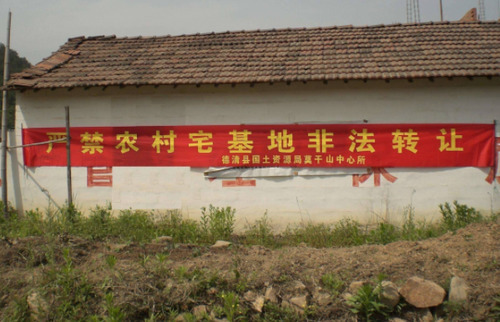 严禁农村宅基地非法转让
德清县国土资源局莫干山中心所